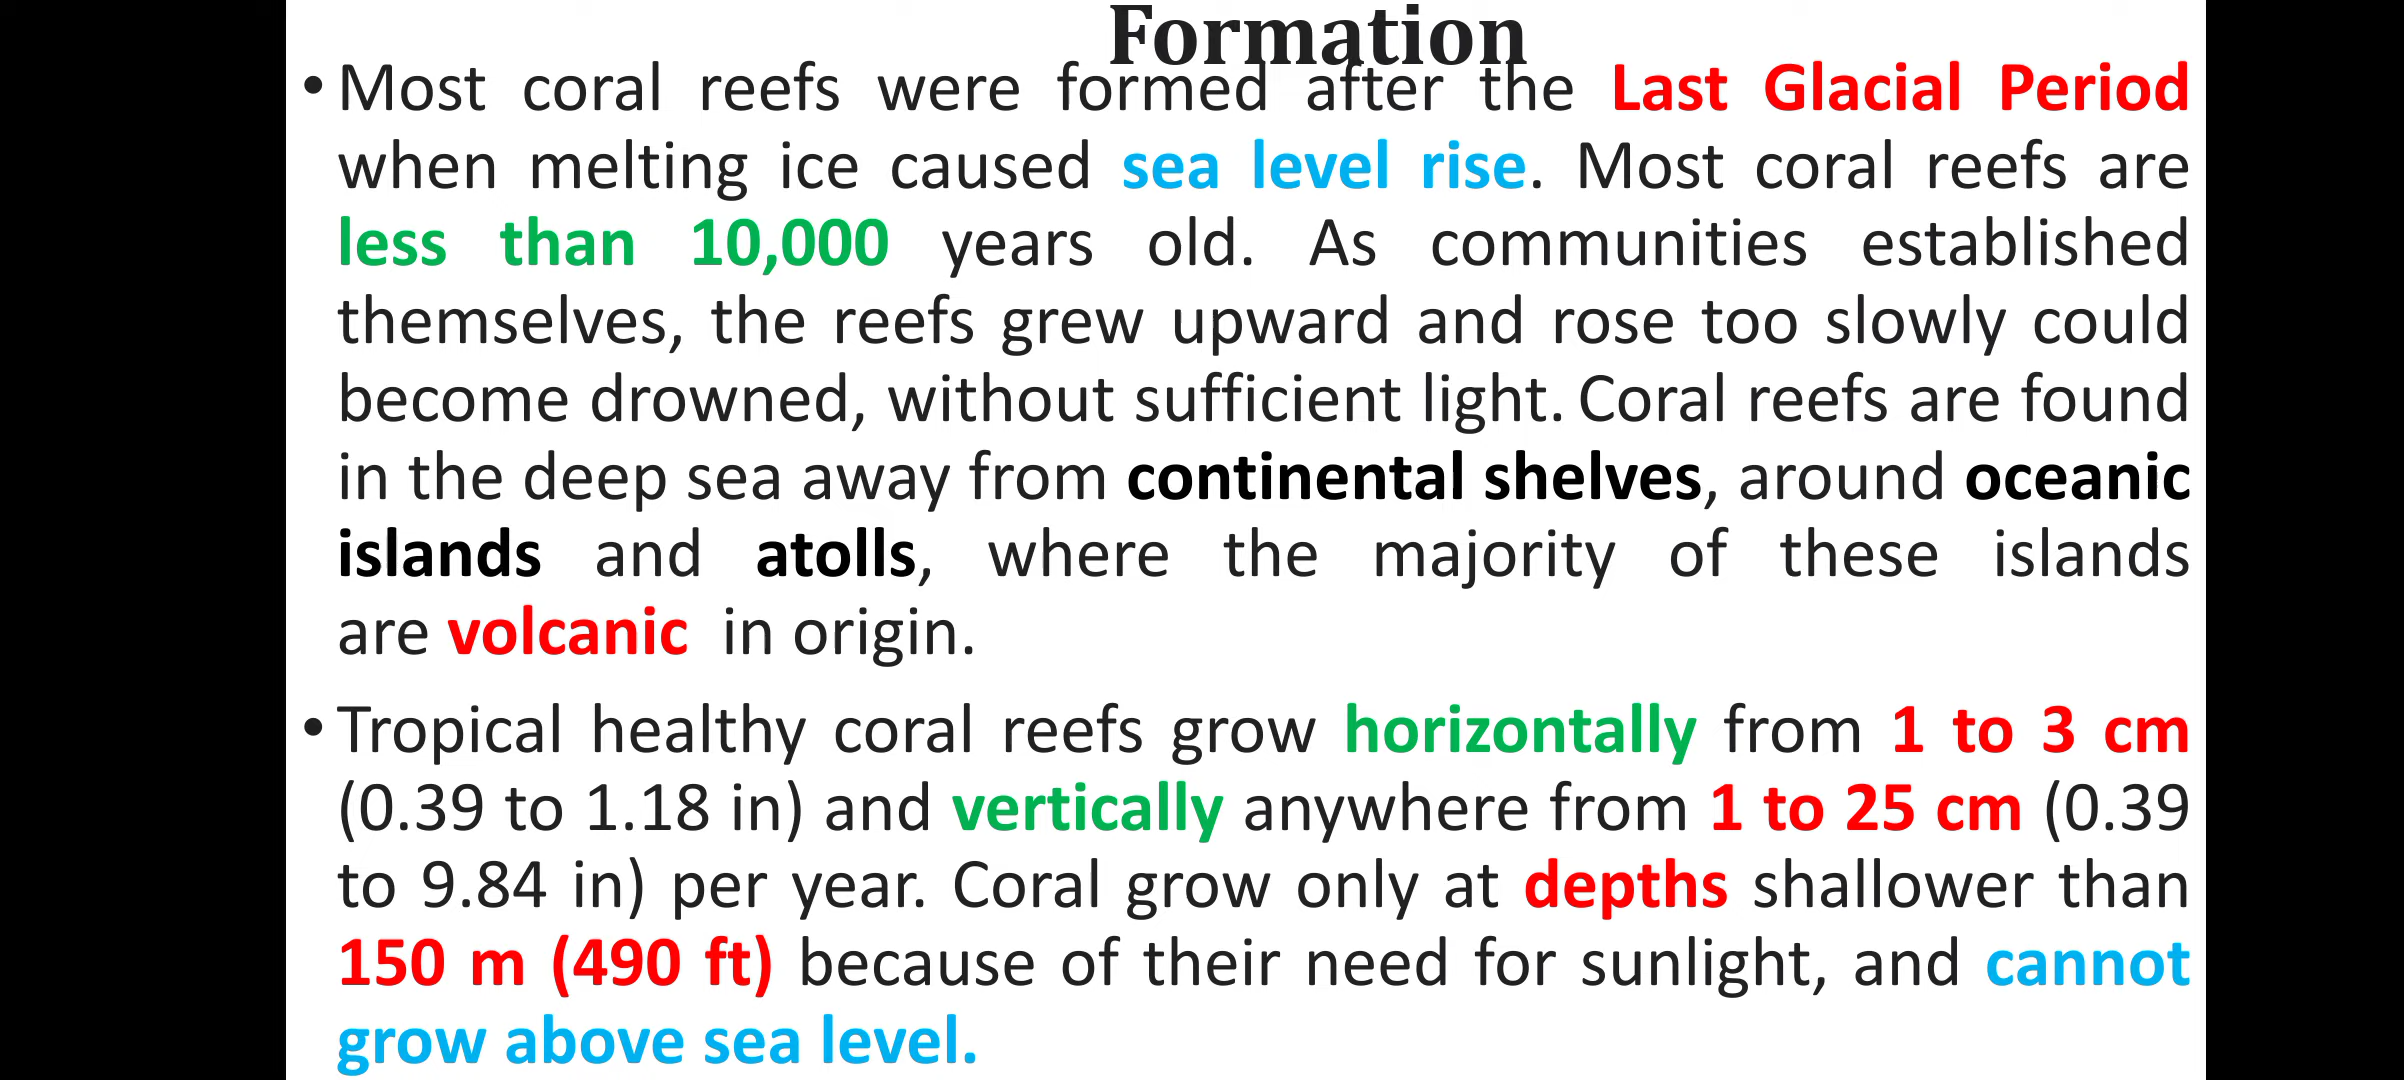 Formation
• Most coral reefs were formed after the Last Glacial Period
when melting ice caused sea level rise. Most coral reefs are
less than 10,000 years old. As communities established
themselves, the reefs grew upward and rose too slowly could
become drowned, without sufficient light. Coral reefs are found
in the deep sea away from continental shelves, around oceanic
islands and atolls, where the majority of these islands
are volcanic in origin.
• Tropical healthy coral reefs grow horizontally from 1 to 3 cm
(0.39 to 1.18 in) and vertically anywhere from 1 to 25 cm (0.39
to 9.84 in) per year. Coral grow only at depths shallower than
150 m (490 ft) because of their need for sunlight, and cannot
grow above sea level.